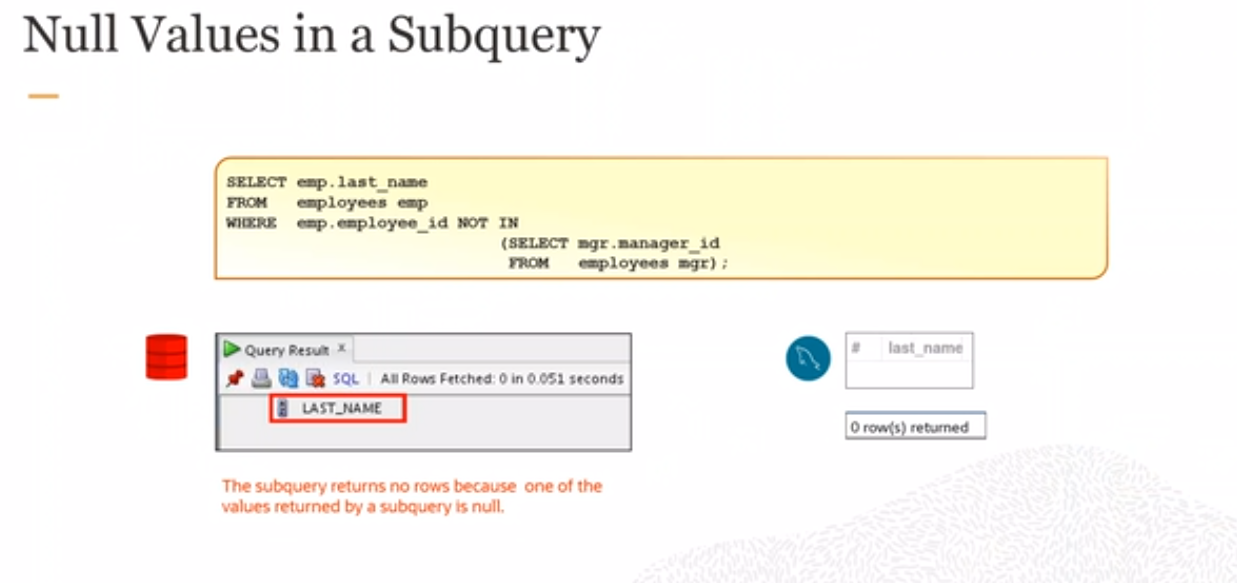 Null Values in a Subquery
SELECT emp.last_name
FROM employees emp
WHERE emp.employee_id NOT IN
(SELECT mgr.manager_id
FROM employees mgr);
Query Result x
SQL | All Rows Fetched: 0 in 0.051 seconds
LAST_NAME
# last_name
0 row(s) returned
The subquery returns no rows because one of the
values returned by a subquery is null.